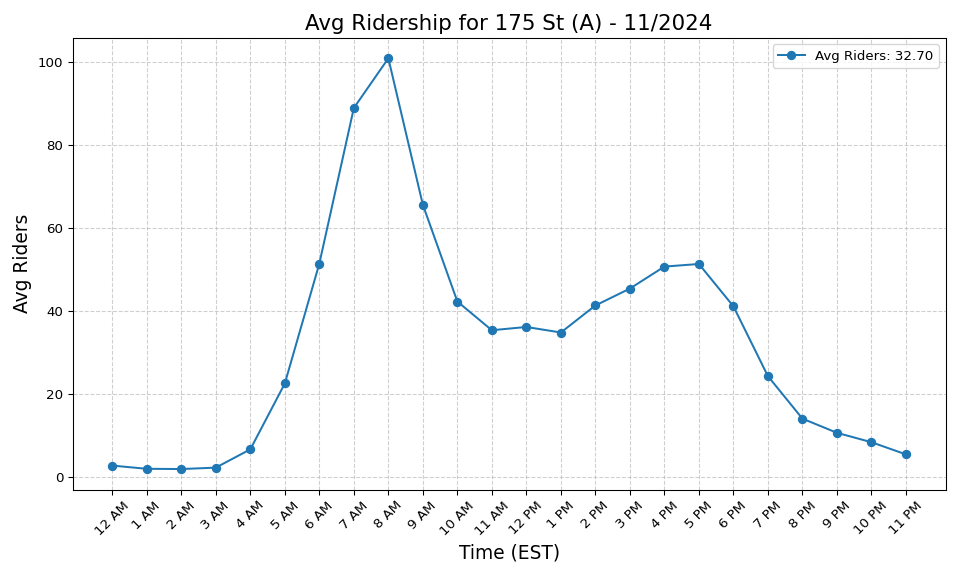 Avg Ridership for 175 St (A) - 11/2024
Avg Riders: 32.70
Avg Riders
100
80
60
40
20
0
12 AM
1 AM
2 AM
3 AM
4 AM
5 AM
6 AM
7 AM
8 AM
9 AM
10 AM
11 AM
12 PM
1 PM
2 PM
3 PM
4 PM
5 PM
6 PM
7 PM
8 PM
9 PM
10 PM
11 PM
Time (EST)